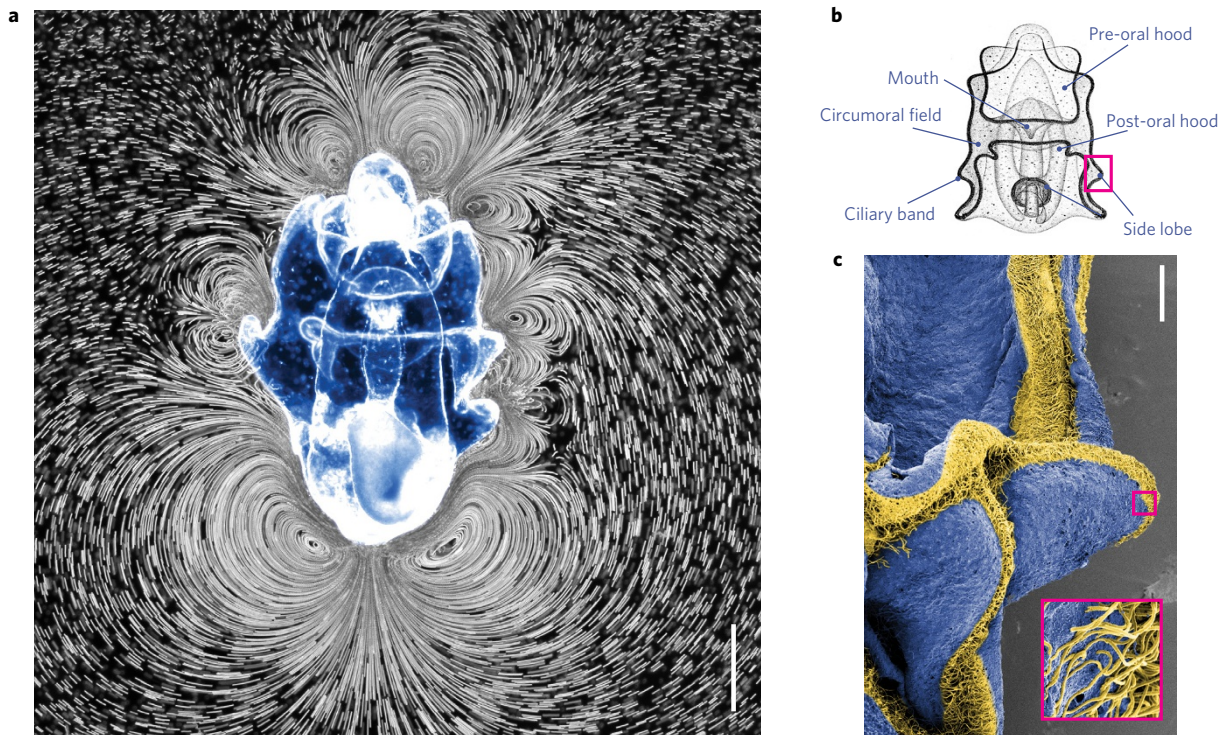 a
b
Pre-oral hood
Mouth
Circumoral field
Post-oral hood
Ciliary band
Side lobe
c